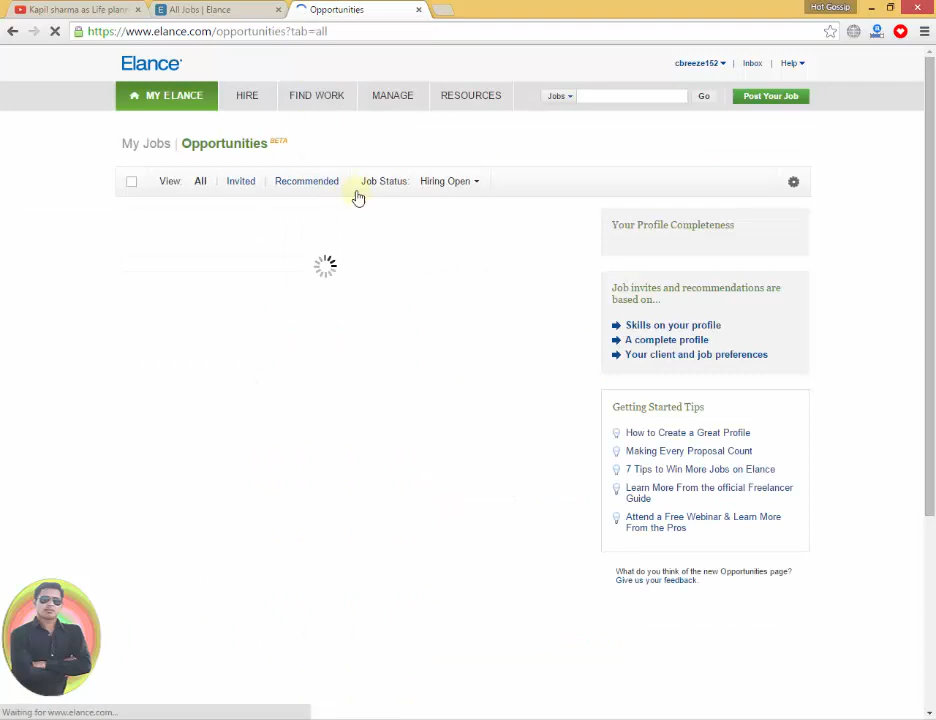 Kapil sharma as Life plann
All Jobs | Elance
Opportunities
Hot Gossip
https://www.elance.com/opportunities?tab=all
Elance
cbreeze152 | Inbox | Help
MY ELANCE HIRE FIND WORK MANAGE RESOURCES Jobs Go Post Your Job
My Jobs | Opportunities BETA
View All Invited Recommended Job Status: Hiring Open
Your Profile Completeness
Job invites and recommendations are
based on...
Skills on your profile
A complete profile
Your client and job preferences
Getting Started Tips
How to Create a Great Profile
Making Every Proposal Count
7 Tips to Win More Jobs on Elance
Learn More From the official Freelancer
Guide
Attend a Free Webinar & Learn More
From the Pros
What do you think of the new Opportunities page?
Give us your feedback.
Waiting for www.elance.com...